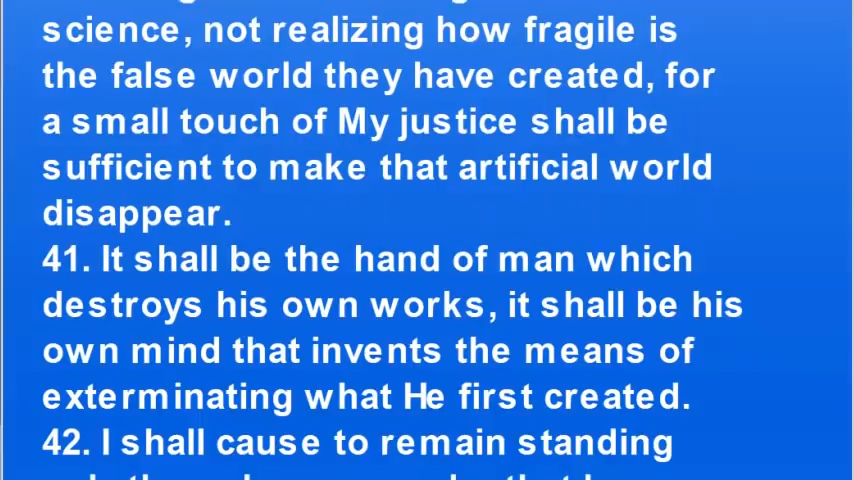 science, not realizing how fragile is
the false world they have created, for
a small touch of My justice shall be
sufficient to make that artificial world
disappear.
41. It shall be the hand of man which
destroys his own works, it shall be his
own mind that invents the means of
exterminating what He first created.
42. I shall cause to remain standing